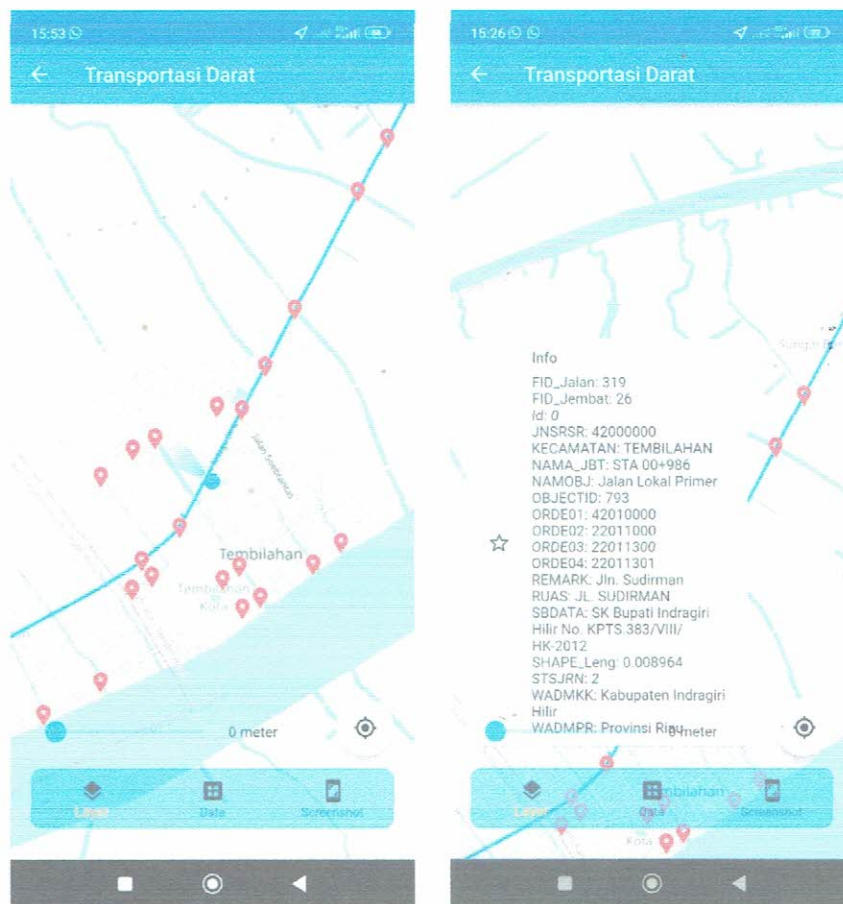 15:53
Transportasi Darat
Jalan Soebrantas
Tembilahan
Tembilahan
Kota
0 meter
Layer
Data
Screenshot
15:26
Transportasi Darat
Info
FID_Jalan: 319
FID_Jembat: 26
Id: 0
JNSRSR: 42000000
KECAMATAN: TEMBILAHAN
NAMA_JBT: STA 00+986
NAMOBJ: Jalan Lokal Primer
OBJECTID: 793
ORDE01: 42010000
ORDE02: 22011000
ORDE03: 22011300
ORDE04: 22011301
REMARK: Jln. Sudirman
RUAS: JL. SUDIRMAN
SBDATA: SK Bupati Indragiri
Hilir No. KPTS.383/VIII/
HK-2012
SHAPE_Leng: 0.008964
STSJRN: 2
WADMKK: Kabupaten Indragiri
Hilir
WADMPR: Provinsi Riau
0 meter
Sungai
Tembilahan
Kota
Layer
Data
Screenshot